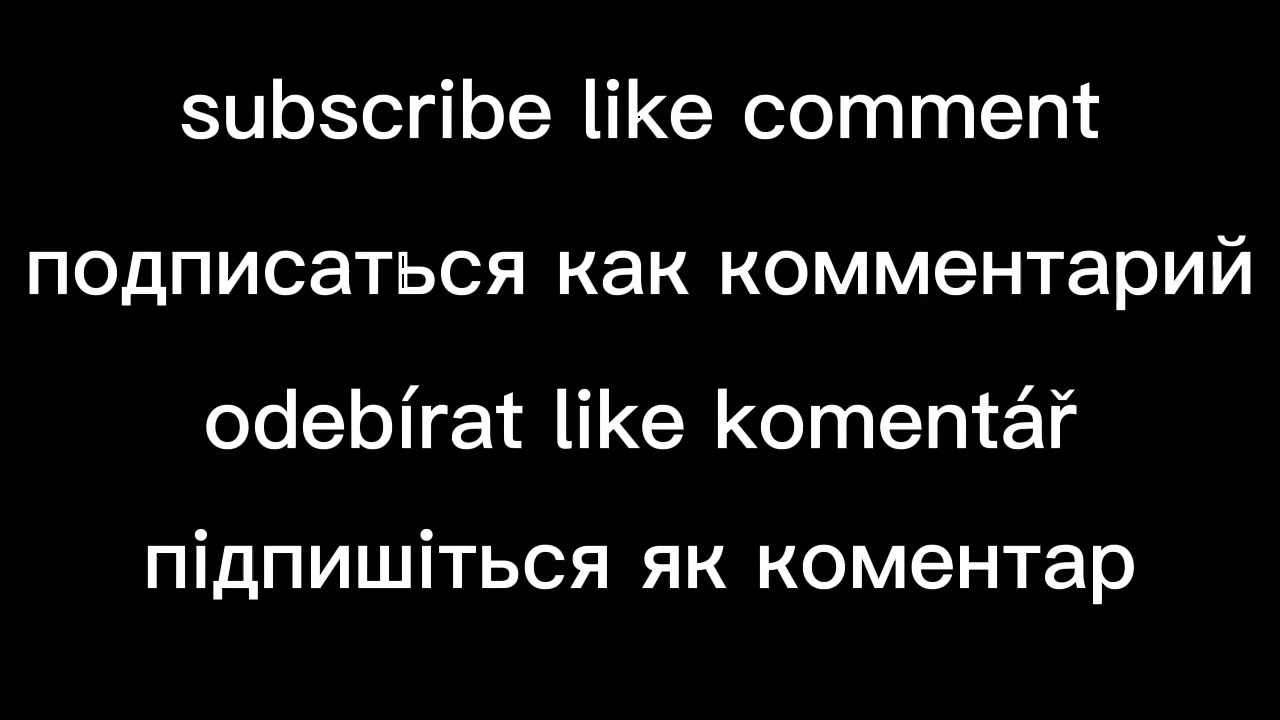 subscribe like comment
подписаться как комментарий
odebírat like komentář
підпишіться як коментар